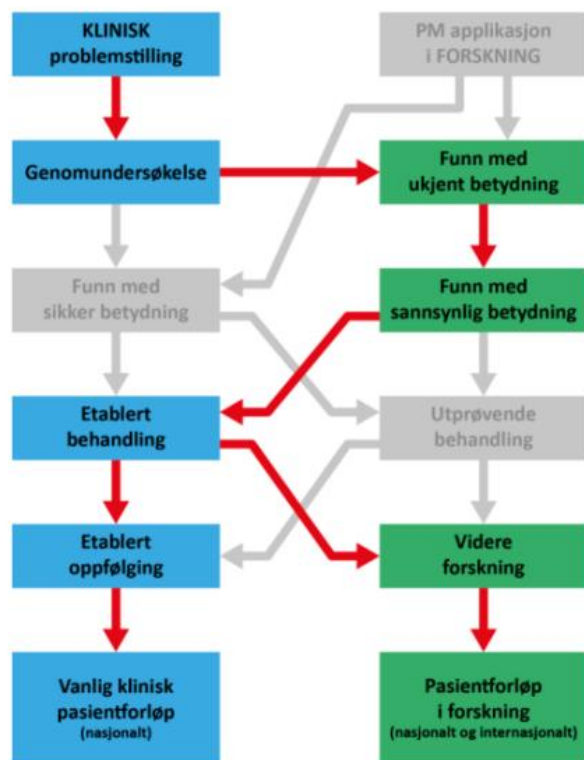 KLINISK
problemstilling
PM applikasjon
i FORSKNING
Genomundersøkelse
Funn med
ukjent betydning
Funn med
sikker betydning
Funn med
sannsynlig betydning
Etablert
behandling
Utprøvende
behandling
Etablert
oppfølging
Videre
forskning
Vanlig klinisk
pasientforløp
(nasjonalt)
Pasientforløp
i forskning
(nasjonalt og internasjonalt)